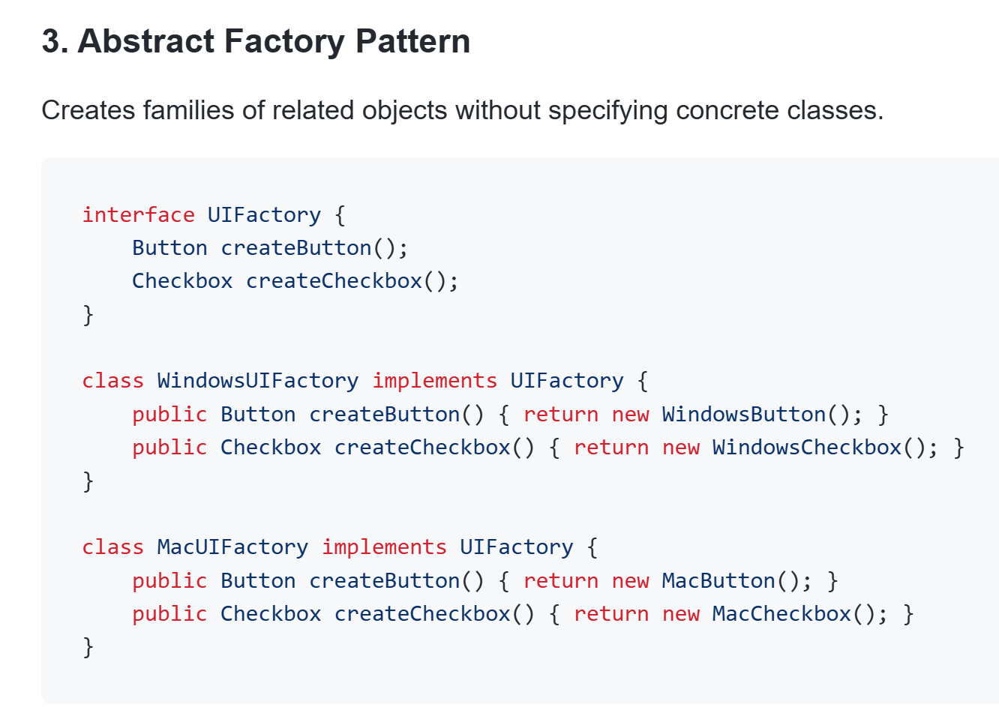 3. Abstract Factory Pattern
Creates families of related objects without specifying concrete classes.
interface UIFactory {
    Button createButton();
    Checkbox createCheckbox();
}
class WindowsUIFactory implements UIFactory {
    public Button createButton() { return new WindowsButton(); }
    public Checkbox createCheckbox() { return new WindowsCheckbox(); }
}
class MacUIFactory implements UIFactory {
    public Button createButton() { return new MacButton(); }
    public Checkbox createCheckbox() { return new MacCheckbox(); }
}